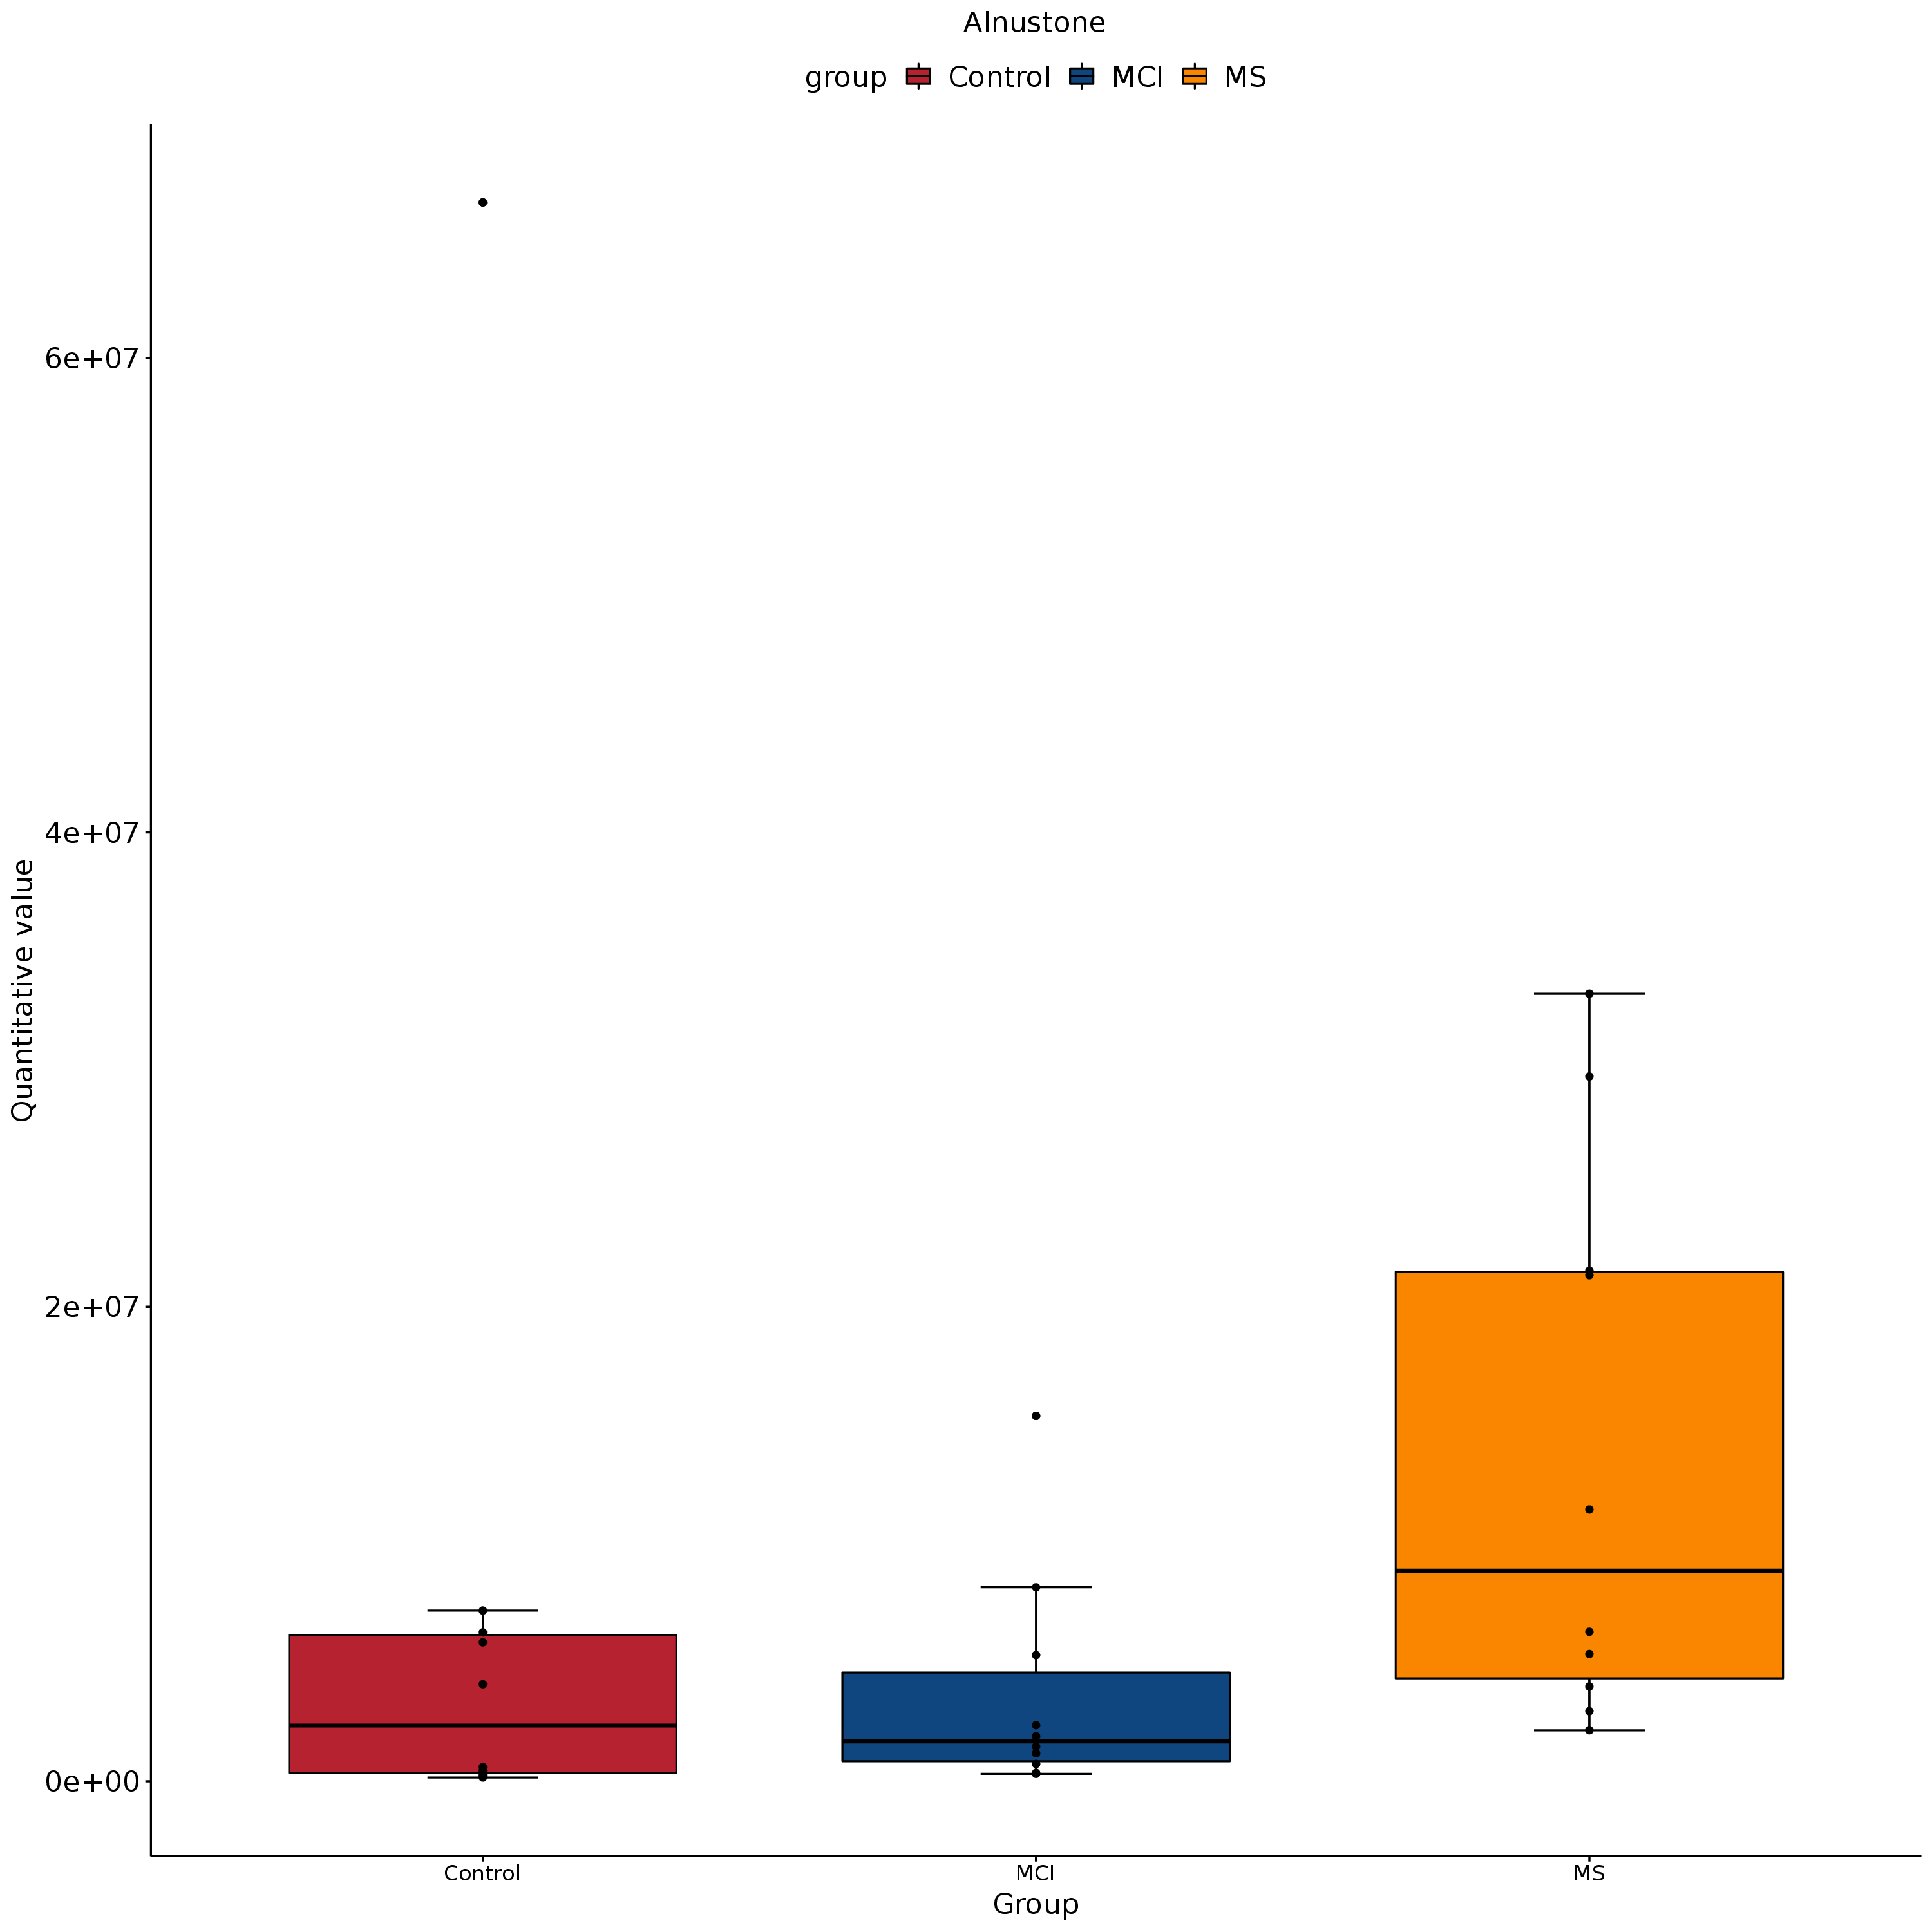 Alnustone
group Control MCI MS
Quantitative value
6e+07
4e+07
2e+07
0e+00
Control MCI MS
Group